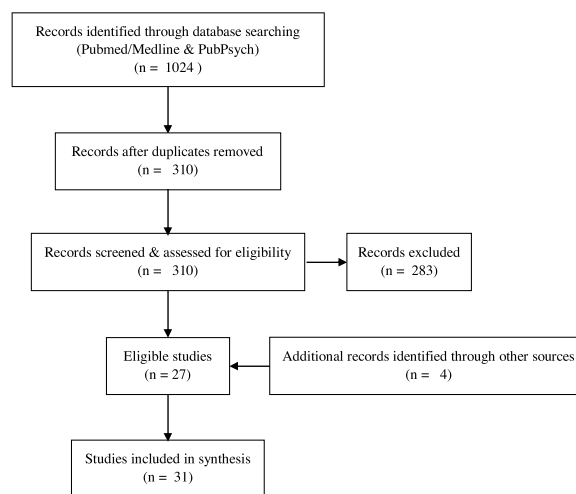 Records identified through database searching
(Pubmed/Medline & PubPsych)
(n = 1024 )
Records after duplicates removed
(n = 310)
Records screened & assessed for eligibility
(n = 310)
Records excluded
(n = 283)
Eligible studies
(n = 27)
Additional records identified through other sources
(n = 4)
Studies included in synthesis
(n = 31)